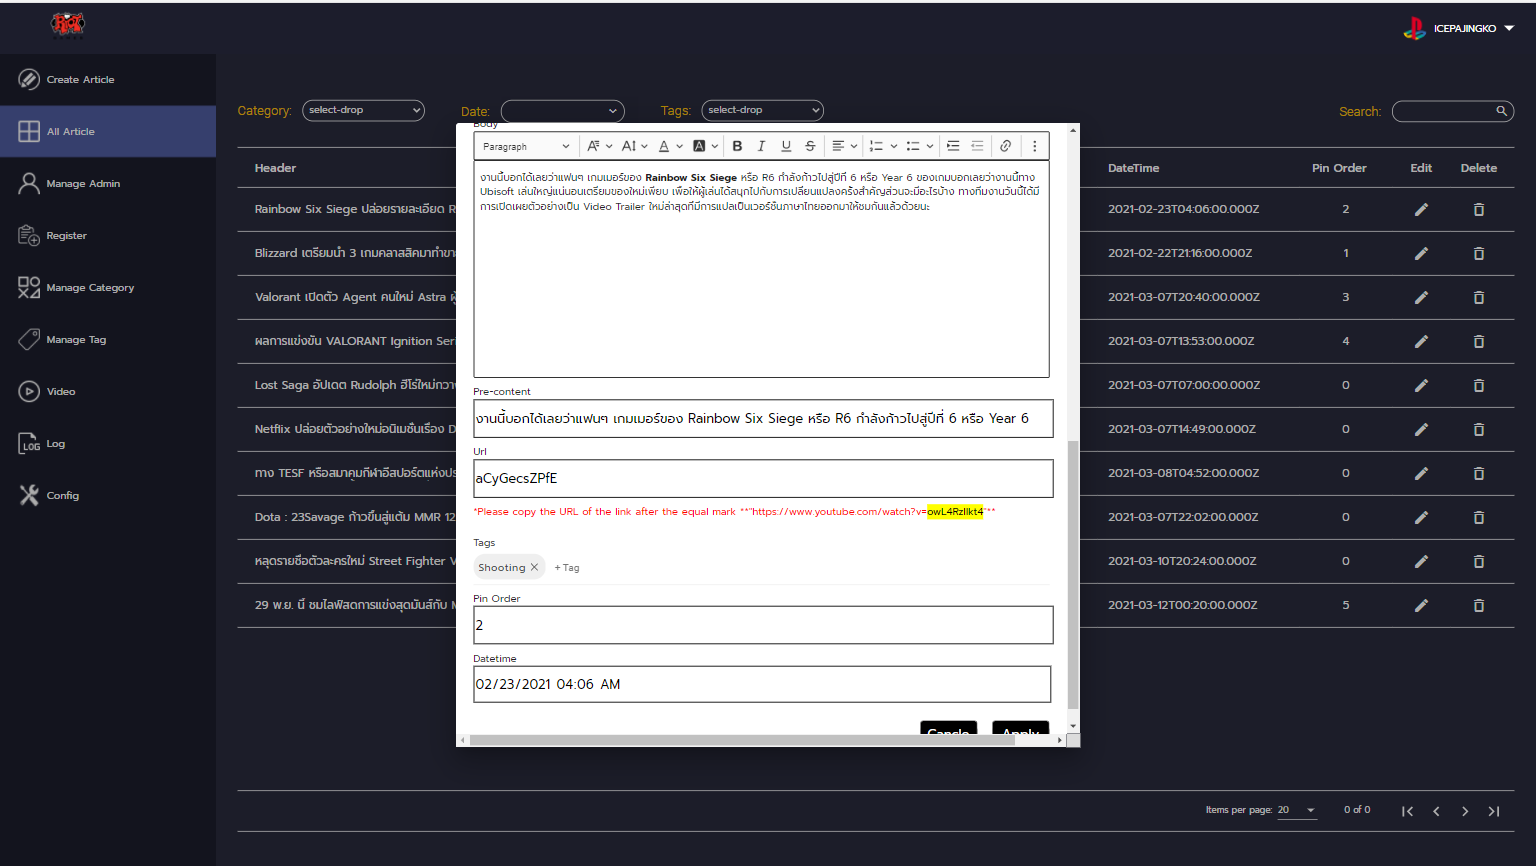 ICEPAJINGKO
Create Article
All Article
Manage Admin
Register
Manage Category
Manage Tag
Video
Log
Config
Category: select-drop Date: Tags: select-drop Search:
Header DateTime Pin Order Edit Delete
Rainbow Six Siege ปล่อยรายละเอียด R 2021-02-23T04:06:00.000Z 2
Blizzard เตรียมนำ 3 เกมคลาสสิคมาทำขา 2021-02-22T21:16:00.000Z 1
Valorant เปิดตัว Agent คนใหม่ Astra ผู้ 2021-03-07T20:40:00.000Z 3
ผลการแข่งขัน VALORANT Ignition Seri 2021-03-07T13:53:00.000Z 4
Lost Saga อัปเดต Rudolph ฮีโร่ใหม่กวาง 2021-03-07T07:00:00.000Z 0
Netflix ปล่อยตัวอย่างใหม่อนิเมชั่นเรื่อง D 2021-03-07T14:49:00.000Z 0
ทาง TESF หรือสมาคมกีฬาอีสปอร์ตแห่งปร 2021-03-08T04:52:00.000Z 0
Dota : 23Savage ก้าวขึ้นสู่แต้ม MMR 12 2021-03-07T22:02:00.000Z 0
หลุดรายชื่อตัวละครใหม่ Street Fighter V 2021-03-10T20:24:00.000Z 0
29 พ.ย. นี้ ชมไลฟ์สดการแข่งสุดมันส์กับ M 2021-03-12T00:20:00.000Z 5
Body
Paragraph
งานนี้บอกได้เลยว่าแฟนๆ เกมเมอร์ของ Rainbow Six Siege หรือ R6 กำลังก้าวไปสู่ปีที่ 6 หรือ Year 6 ของเกมบอกเลยว่างานนี้ทาง
Ubisoft เล่นใหญ่แน่นอนเตรียมของใหม่เพียบ เพื่อให้ผู้เล่นได้สนุกไปกับการเปลี่ยนแปลงครั้งสำคัญส่วนจะมีอะไรบ้าง ทางทีมงานวันนี้ได้มี
การเปิดเผยตัวอย่างเป็น Video Trailer ใหม่ล่าสุดที่มีการแปลเป็นเวอร์ชั่นภาษาไทยออกมาให้ชมกันแล้วด้วยนะ
Pre-content
งานนี้บอกได้เลยว่าแฟนๆ เกมเมอร์ของ Rainbow Six Siege หรือ R6 กำลังก้าวไปสู่ปีที่ 6 หรือ Year 6
Url
aCyGecsZPfE
*Please copy the URL of the link after the equal mark **"https://www.youtube.com/watch?v=owL4RzIlkt4"**
Tags
Shooting + Tag
Pin Order
2
Datetime
02/23/2021 04:06 AM
Cancle Apply
Items per page: 20 0 of 0